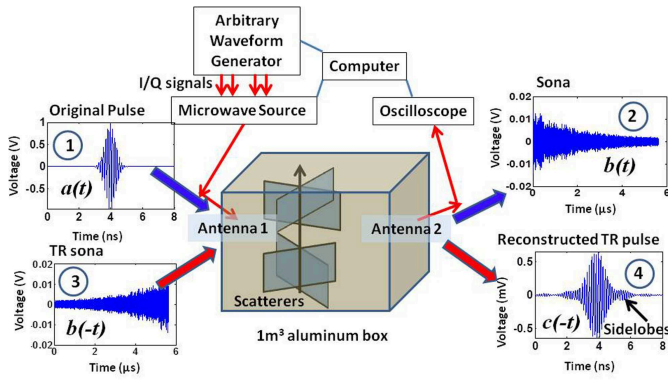 Arbitrary
Waveform
Generator
Computer
I/Q signals
Microwave Source
Oscilloscope
Original Pulse
1
a(t)
Voltage (V)
1
0.5
0
-0.5
0 2 4 6 8
Time (ns)
Sona
2
b(t)
Voltage (V)
0.02
0.01
0
-0.01
-0.02
0 2 4 6
Time (μs)
Antenna 1
Antenna 2
Scatterers
1m³ aluminum box
TR sona
3
b(-t)
Voltage (V)
0.02
0.01
0
-0.01
-0.02
0 2 4 6
Time (μs)
Reconstructed TR pulse
4
c(-t)
Sidelobes
Voltage (mV)
0.5
0
-0.5
0 2 4 6 8
Time (ns)